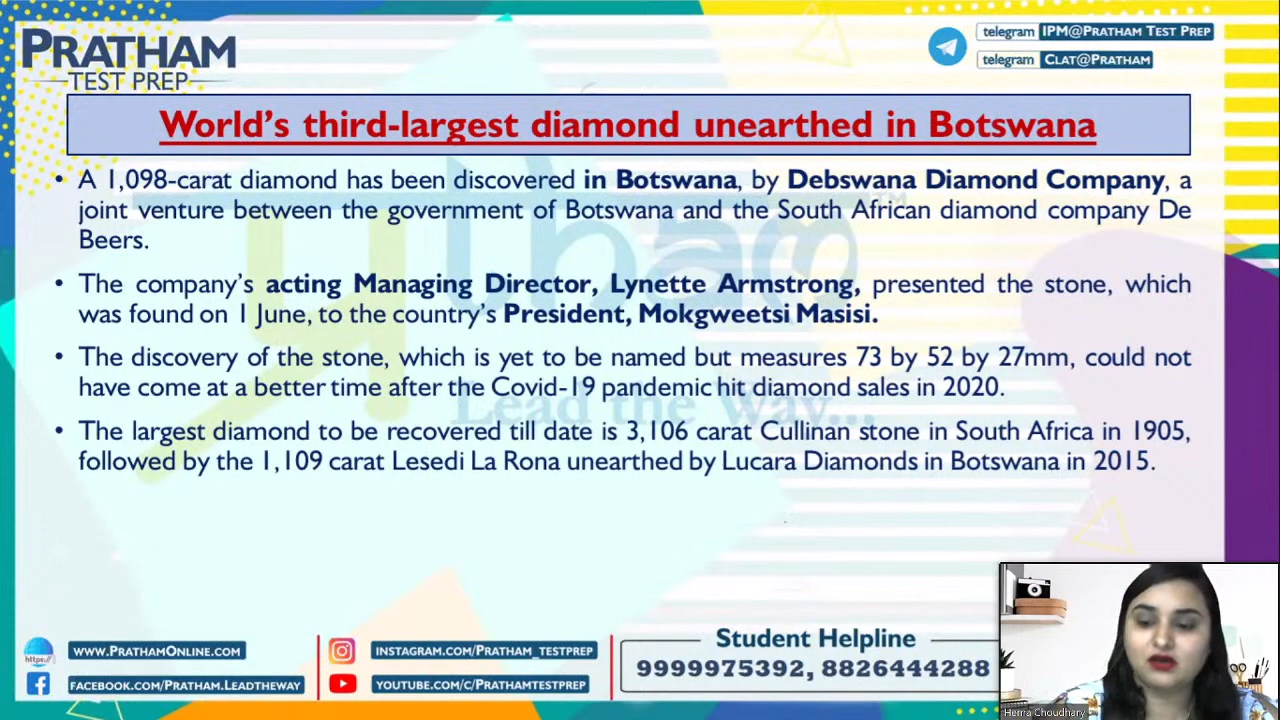 PRATHAM
TEST PREP
telegram IPM@PRATHAM TEST PREP
telegram CLAT@PRATHAM
World's third-largest diamond unearthed in Botswana
• A 1,098-carat diamond has been discovered in Botswana, by Debswana Diamond Company, a
joint venture between the government of Botswana and the South African diamond company De
Beers.
• The company's acting Managing Director, Lynette Armstrong, presented the stone, which
was found on 1 June, to the country's President, Mokgweetsi Masisi.
• The discovery of the stone, which is yet to be named but measures 73 by 52 by 27mm, could not
have come at a better time after the Covid-19 pandemic hit diamond sales in 2020.
• The largest diamond to be recovered till date is 3,106 carat Cullinan stone in South Africa in 1905,
followed by the 1,109 carat Lesedi La Rona unearthed by Lucara Diamonds in Botswana in 2015.
प्रtham TM
Lead the Way...
https://
WWW.PRATHAMONLINE.COM
FACEBOOK.COM/PRATHAM.LEADTHEWAY
INSTAGRAM.COM/PRATHAM_TESTPREP
YOUTUBE.COM/C/PRATHAMTESTPREP
Student Helpline
9999975392, 8826444288
Choudhary